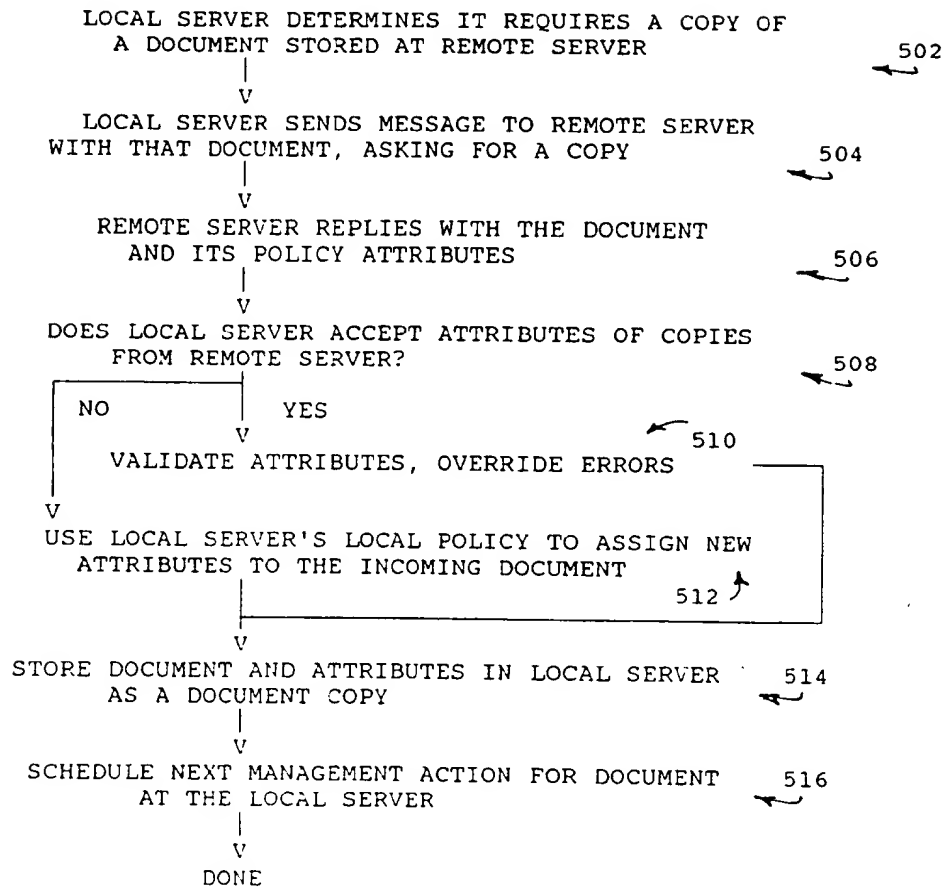 LOCAL SERVER DETERMINES IT REQUIRES A COPY OF
A DOCUMENT STORED AT REMOTE SERVER
502
V
LOCAL SERVER SENDS MESSAGE TO REMOTE SERVER
WITH THAT DOCUMENT, ASKING FOR A COPY
504
V
REMOTE SERVER REPLIES WITH THE DOCUMENT
AND ITS POLICY ATTRIBUTES
506
V
DOES LOCAL SERVER ACCEPT ATTRIBUTES OF COPIES
FROM REMOTE SERVER?
508
NO YES
V
510
VALIDATE ATTRIBUTES, OVERRIDE ERRORS
V
USE LOCAL SERVER'S LOCAL POLICY TO ASSIGN NEW
ATTRIBUTES TO THE INCOMING DOCUMENT
512
V
STORE DOCUMENT AND ATTRIBUTES IN LOCAL SERVER 514
AS A DOCUMENT COPY
V
SCHEDULE NEXT MANAGEMENT ACTION FOR DOCUMENT 516
AT THE LOCAL SERVER
V
DONE